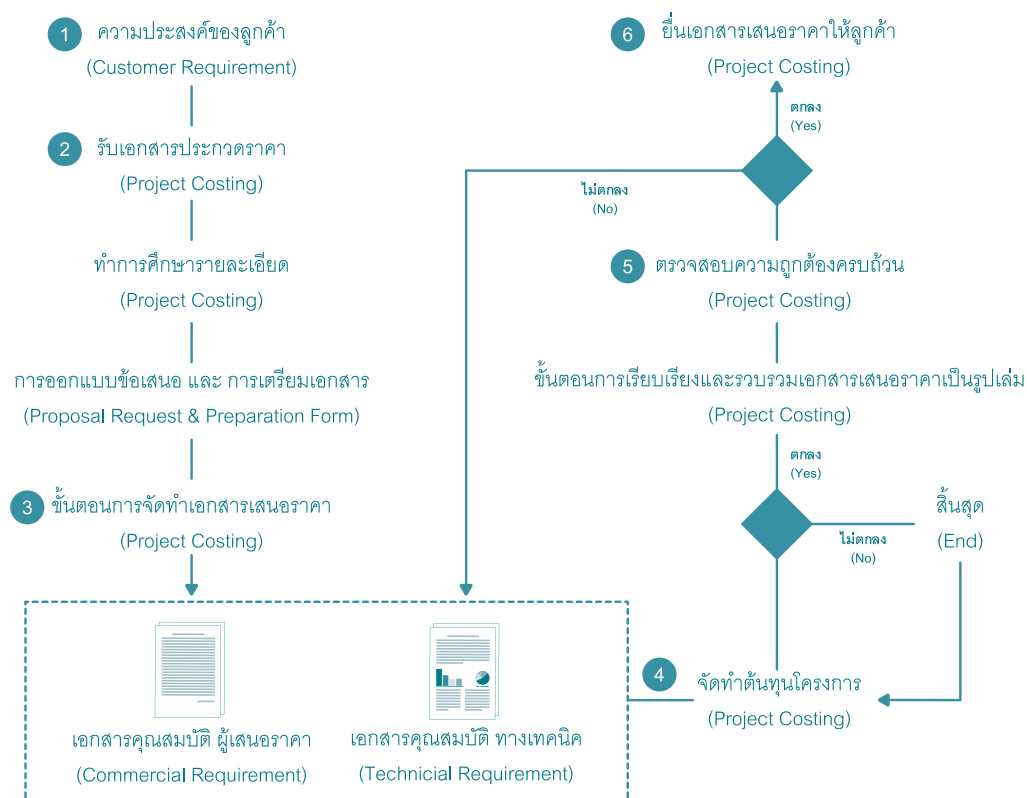 1 ความประสงค์ของลูกค้า
(Customer Requirement)
2 รับเอกสารประกวดราคา
(Project Costing)
ทำการศึกษารายละเอียด
(Project Costing)
การออกแบบข้อเสนอ และ การเตรียมเอกสาร
(Proposal Request & Preparation Form)
3 ขั้นตอนการจัดทำเอกสารเสนอราคา
(Project Costing)
เอกสารคุณสมบัติ ผู้เสนอราคา
(Commercial Requirement)
เอกสารคุณสมบัติ ทางเทคนิค
(Technicial Requirement)
4 จัดทำต้นทุนโครงการ
(Project Costing)
สิ้นสุด
(End)
ไม่ตกลง
(No)
ตกลง
(Yes)
ขั้นตอนการเรียบเรียงและรวบรวมเอกสารเสนอราคาเป็นรูปเล่ม
(Project Costing)
5 ตรวจสอบความถูกต้องครบถ้วน
(Project Costing)
ไม่ตกลง
(No)
ตกลง
(Yes)
6 ยื่นเอกสารเสนอราคาให้ลูกค้า
(Project Costing)